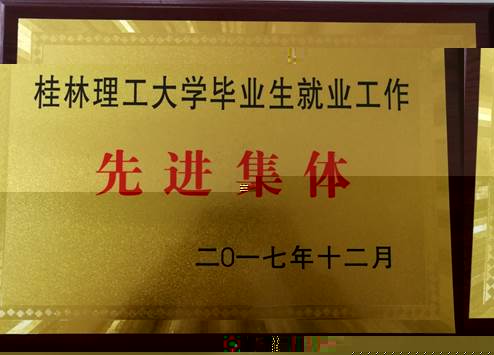 桂林理工大学毕业生就业工作
先进集体
二0一七年十二月